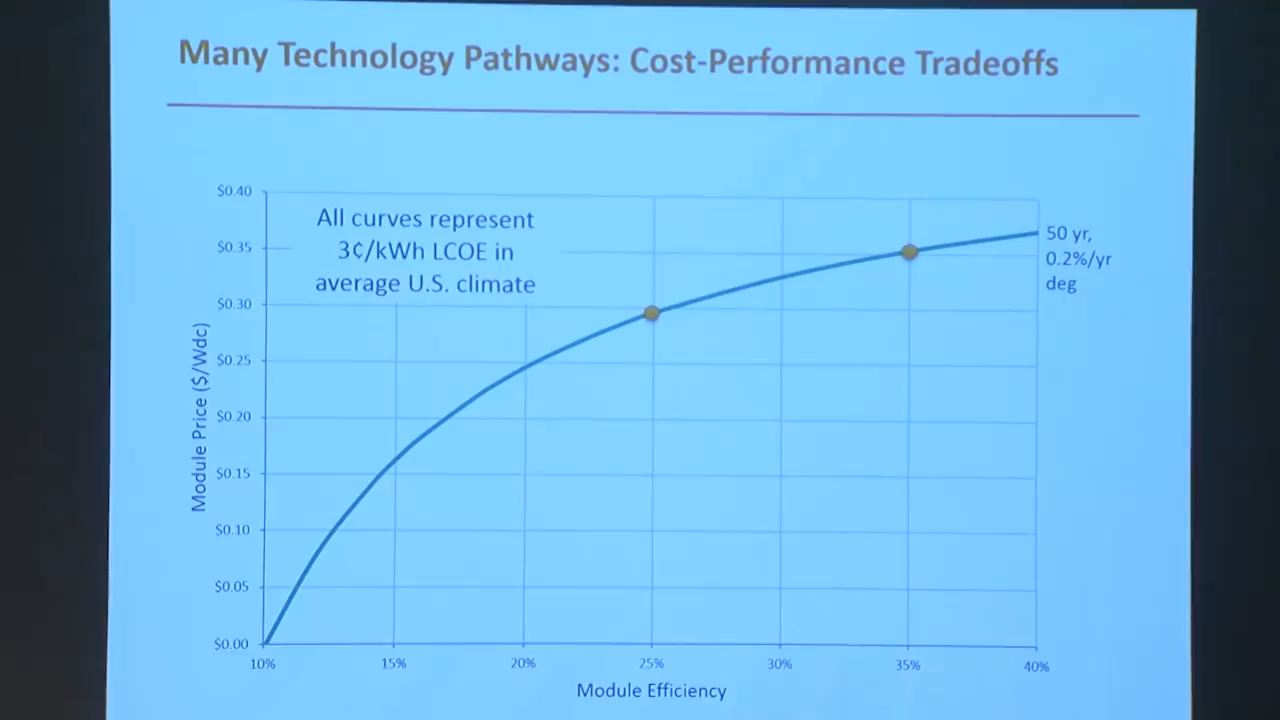 Many Technology Pathways: Cost-Performance Tradeoffs
All curves represent
3¢/kWh LCOE in
average U.S. climate
$0.40
$0.35
$0.30
$0.25
$0.20
$0.15
$0.10
$0.05
$0.00
Module Price ($/Wdc)
50 yr,
0.2%/yr
deg
10% 15% 20% 25% 30% 35% 40%
Module Efficiency